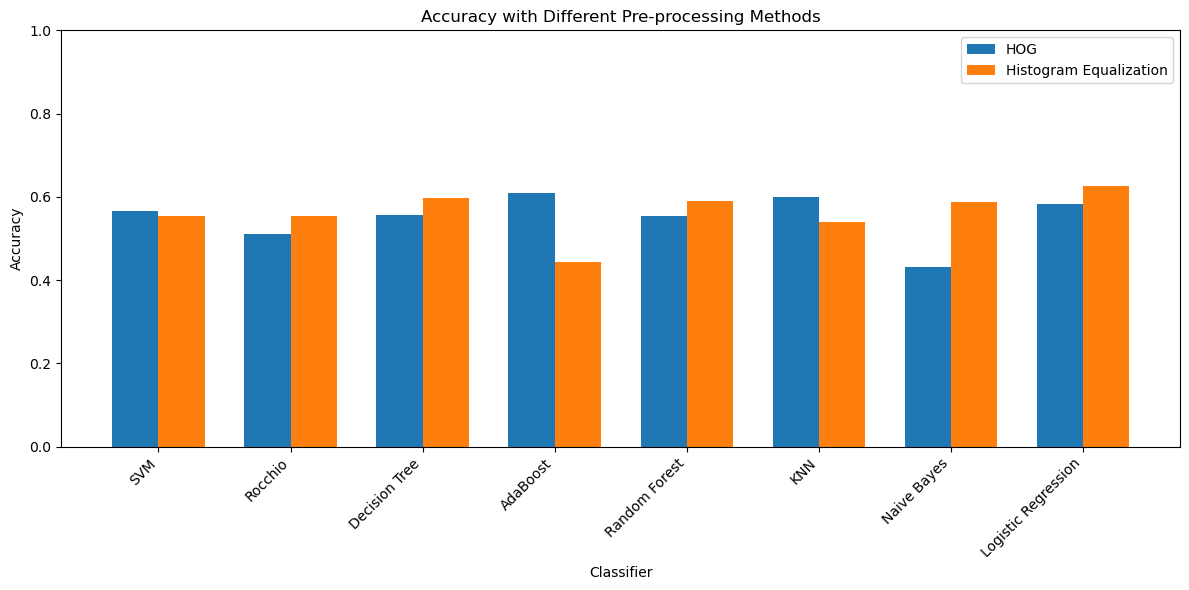 Accuracy with Different Pre-processing Methods
HOG
Histogram Equalization
Accuracy
1.0
0.8
0.6
0.4
0.2
0.0
SVM
Rocchio
Decision Tree
AdaBoost
Random Forest
KNN
Naive Bayes
Logistic Regression
Classifier